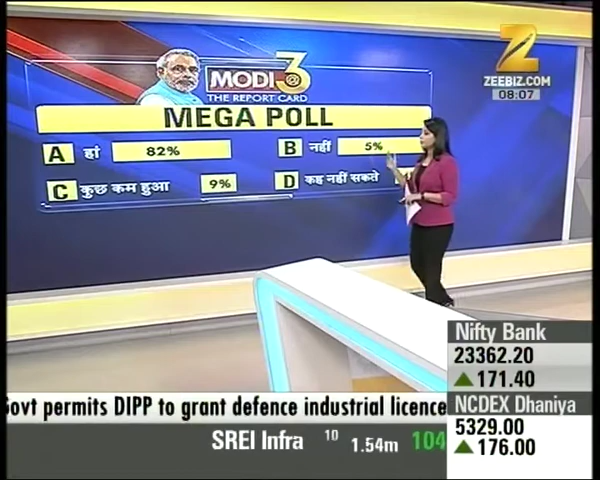 MODI@3
THE REPORT CARD
ZEEBIZ.COM
08:07
MEGA POLL
A हां 82%
B नहीं 5%
C कुछ कम हुआ 9%
D कह नहीं सकते
Nifty Bank
23362.20
171.40
Govt permits DIPP to grant defence industrial licence
NCDEX Dhaniya
5329.00
176.00
SREI Infra 10 1.54m 104